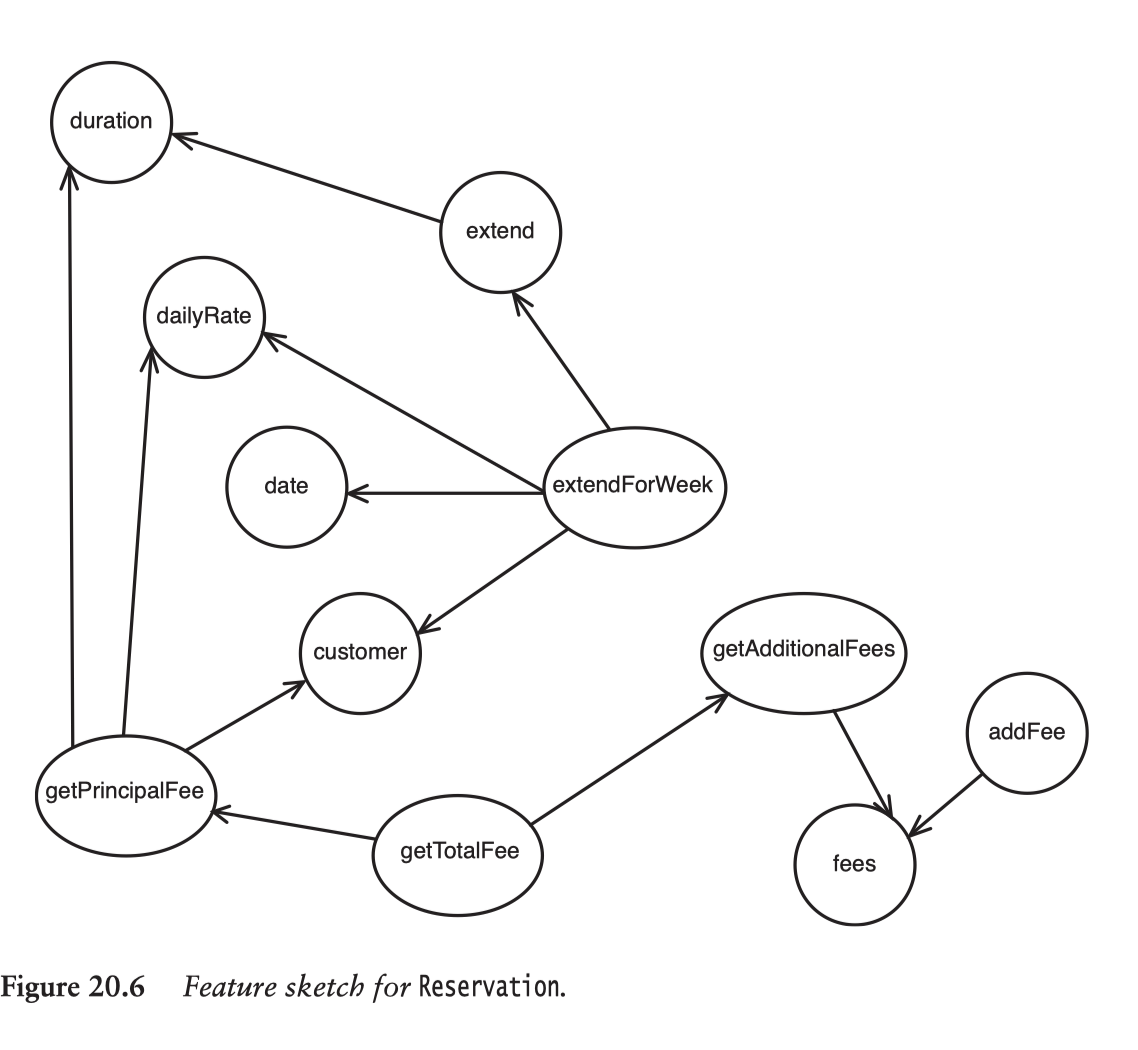 duration
extend
dailyRate
date
extendForWeek
customer
getAdditionalFees
addFee
getPrincipalFee
getTotalFee
fees
Figure 20.6 Feature sketch for Reservation.